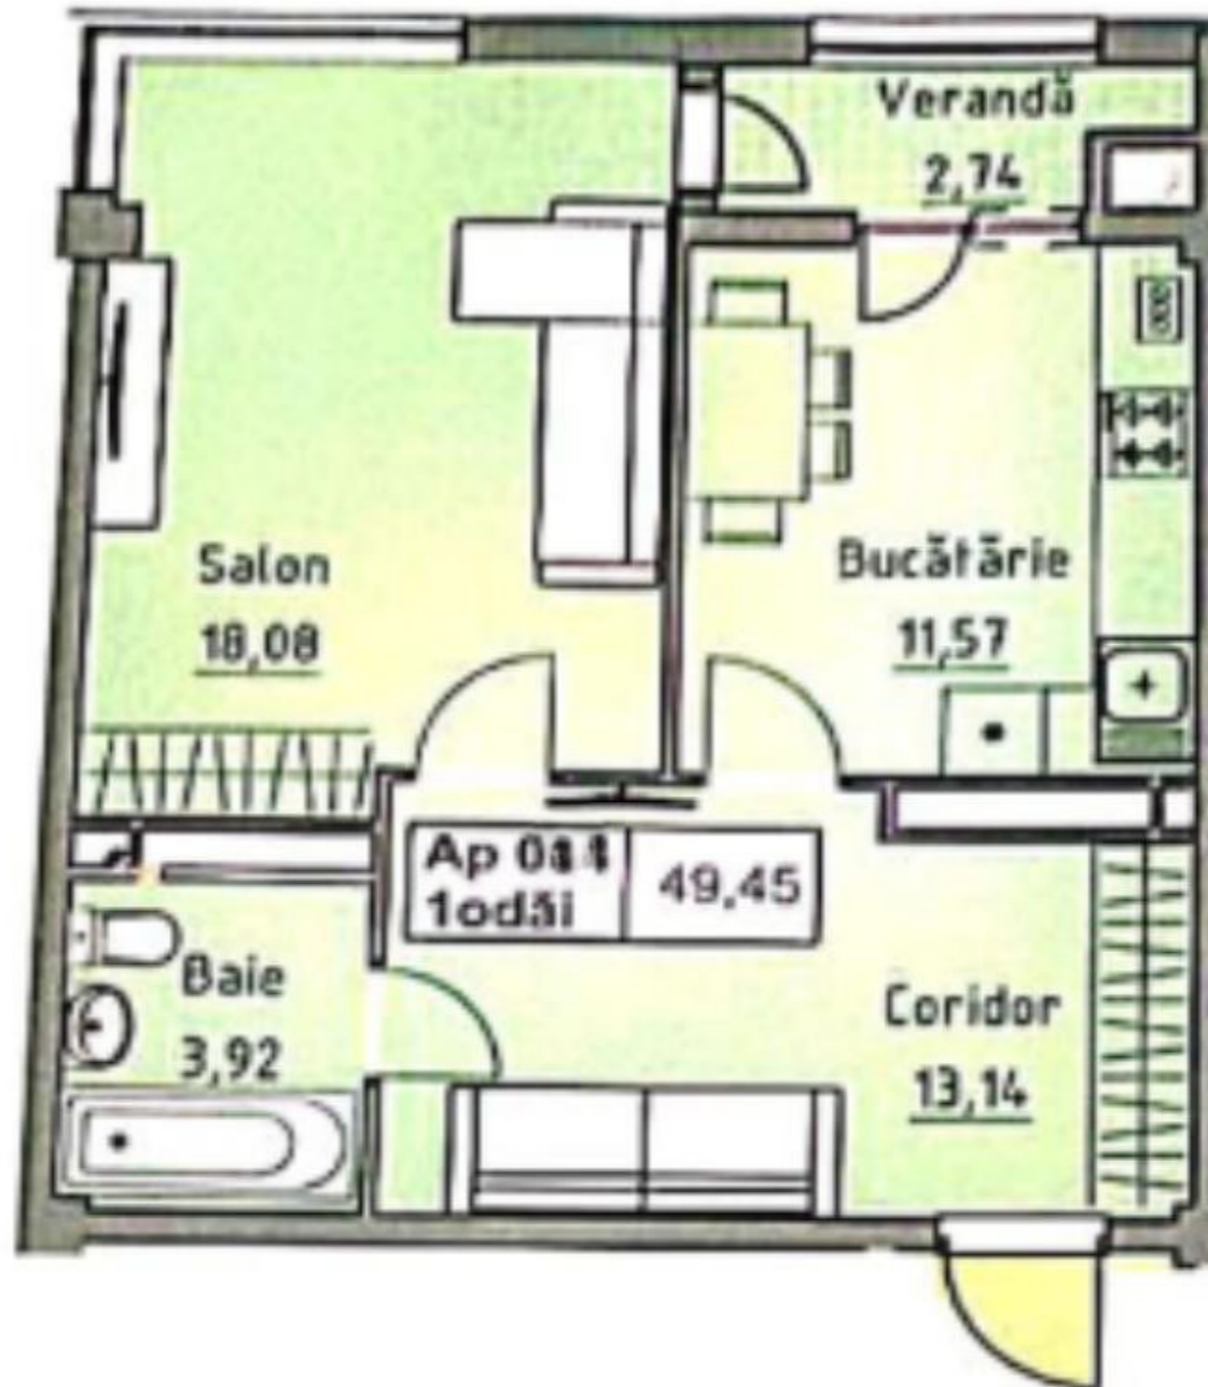 Verandă
2,74
Salon
18,08
Bucătărie
11,57
Ap
1odăi
49,45
Baie
3,92
Coridor
13,14